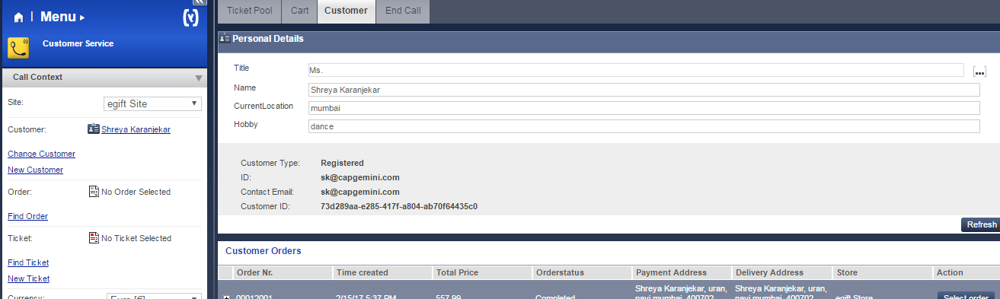 Menu
Customer Service
Call Context
Site: egift Site
Customer: Shreya Karanjekar
Change Customer
New Customer
Order: No Order Selected
Find Order
Ticket: No Ticket Selected
Find Ticket
New Ticket
Currency: Euro [€]
Ticket Pool Cart Customer End Call
Personal Details
Title Ms. [...]
Name Shreya Karanjekar
CurrentLocation mumbai
Hobby dance
Customer Type: Registered
ID: sk@capgemini.com
Contact Email: sk@capgemini.com
Customer ID: 73d289aa-e285-417f-a804-ab70f64435c0
Refresh
Customer Orders
Order Nr. Time created Total Price Orderstatus Payment Address Delivery Address Store Action
Shreya Karanjekar, uran, Shreya Karanjekar, uran,
00012001 2/15/17 5:37 PM 557.99 Completed navi mumbai, 400702 navi mumbai, 400702 egift Store Select order